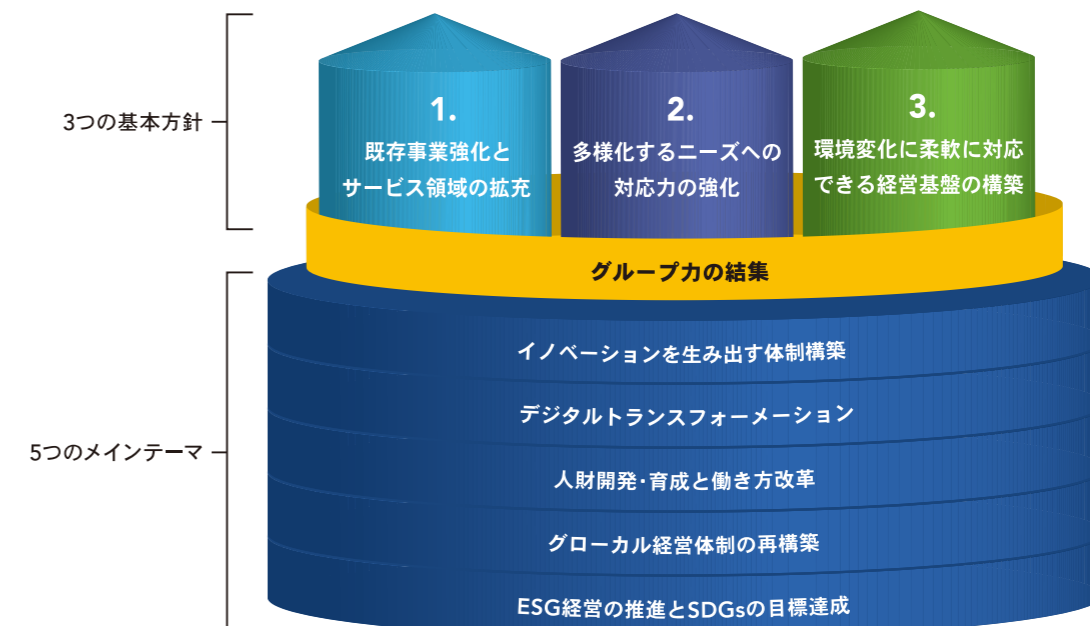 3つの基本方針
1.
既存事業強化と
サービス領域の拡充
2.
多様化するニーズへの
対応力の強化
3.
環境変化に柔軟に対応
できる経営基盤の構築
グループ力の結集
5つのメインテーマ
イノベーションを生み出す体制構築
デジタルトランスフォーメーション
人財開発・育成と働き方改革
グローカル経営体制の再構築
ESG経営の推進とSDGsの目標達成